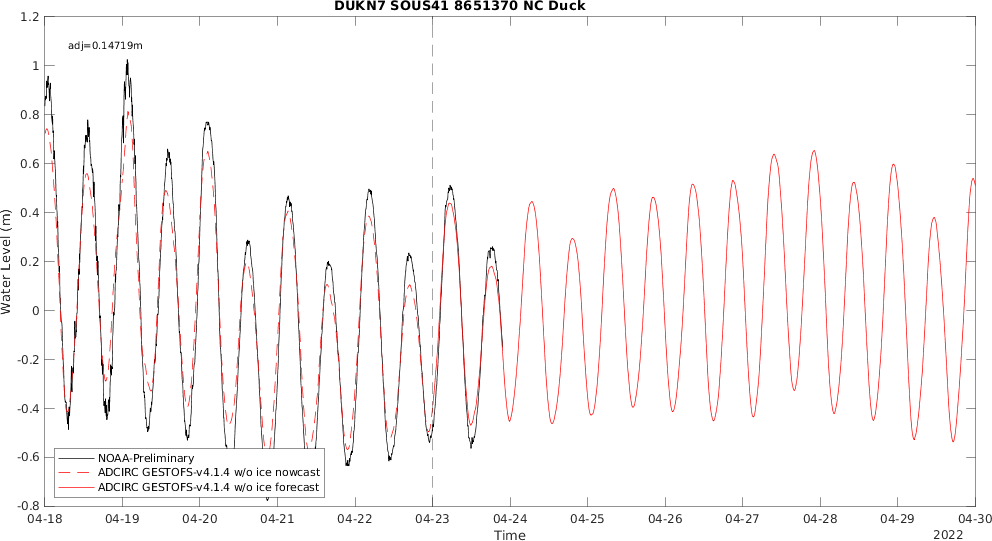 DUKN7 SOUS41 8651370 NC Duck
adj=0.14719m
1.2
1
0.8
0.6
0.4
0.2
0
-0.2
-0.4
-0.6
-0.8
Water Level (m)
NOAA-Preliminary
ADCIRC GESTOFS-v4.1.4 w/o ice nowcast
ADCIRC GESTOFS-v4.1.4 w/o ice forecast
04-18 04-19 04-20 04-21 04-22 04-23 04-24 04-25 04-26 04-27 04-28 04-29 04-30
Time
2022